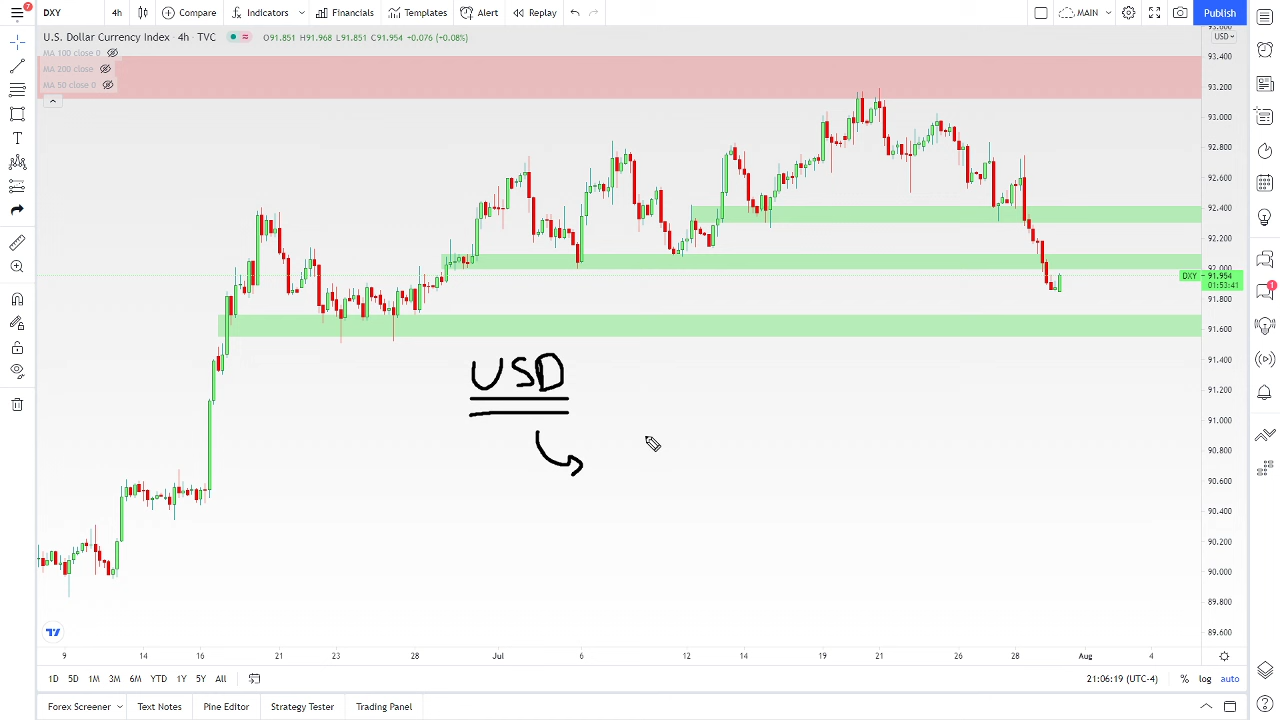 7
DXY
4h
Compare
Indicators
Financials
Templates
Alert
Replay
MAIN
Publish
U.S. Dollar Currency Index · 4h · TVC
O91.851 H91.968 L91.851 C91.954 +0.076 (+0.08%)
USD
MA 100 close 0
MA 200 close
MA 50 close 0
93.600
93.400
93.200
93.000
92.800
92.600
92.400
92.200
92.000
DXY 91.954
01:53:41
91.800
91.600
91.400
91.200
91.000
90.800
90.600
90.400
90.200
90.000
89.800
89.600
1
USD
9 14 16 21 23 28 Jul 6 12 14 19 21 26 28 Aug 4
1D 5D 1M 3M 6M YTD 1Y 5Y All
21:06:19 (UTC-4) % log auto
Forex Screener Text Notes Pine Editor Strategy Tester Trading Panel